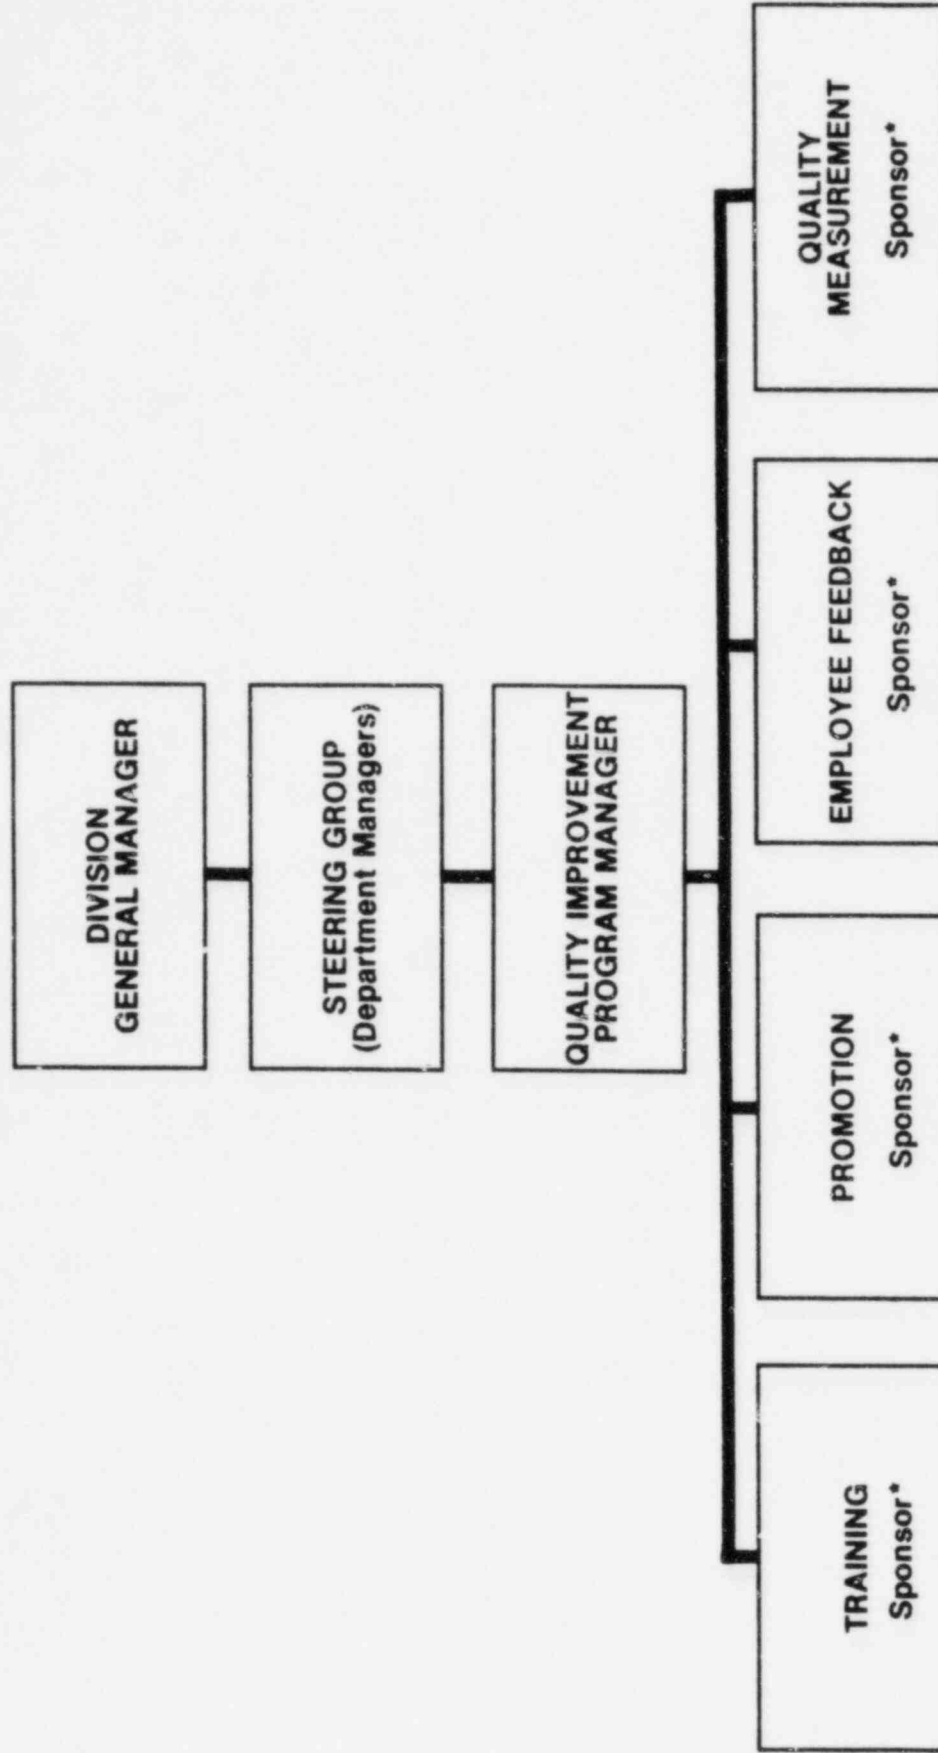 DIVISION
GENERAL MANAGER
STEERING GROUP
(Department Managers)
QUALITY IMPROVEMENT
PROGRAM MANAGER
TRAINING
Sponsor*
PROMOTION
Sponsor*
EMPLOYEE FEEDBACK
Sponsor*
QUALITY
MEASUREMENT
Sponsor*